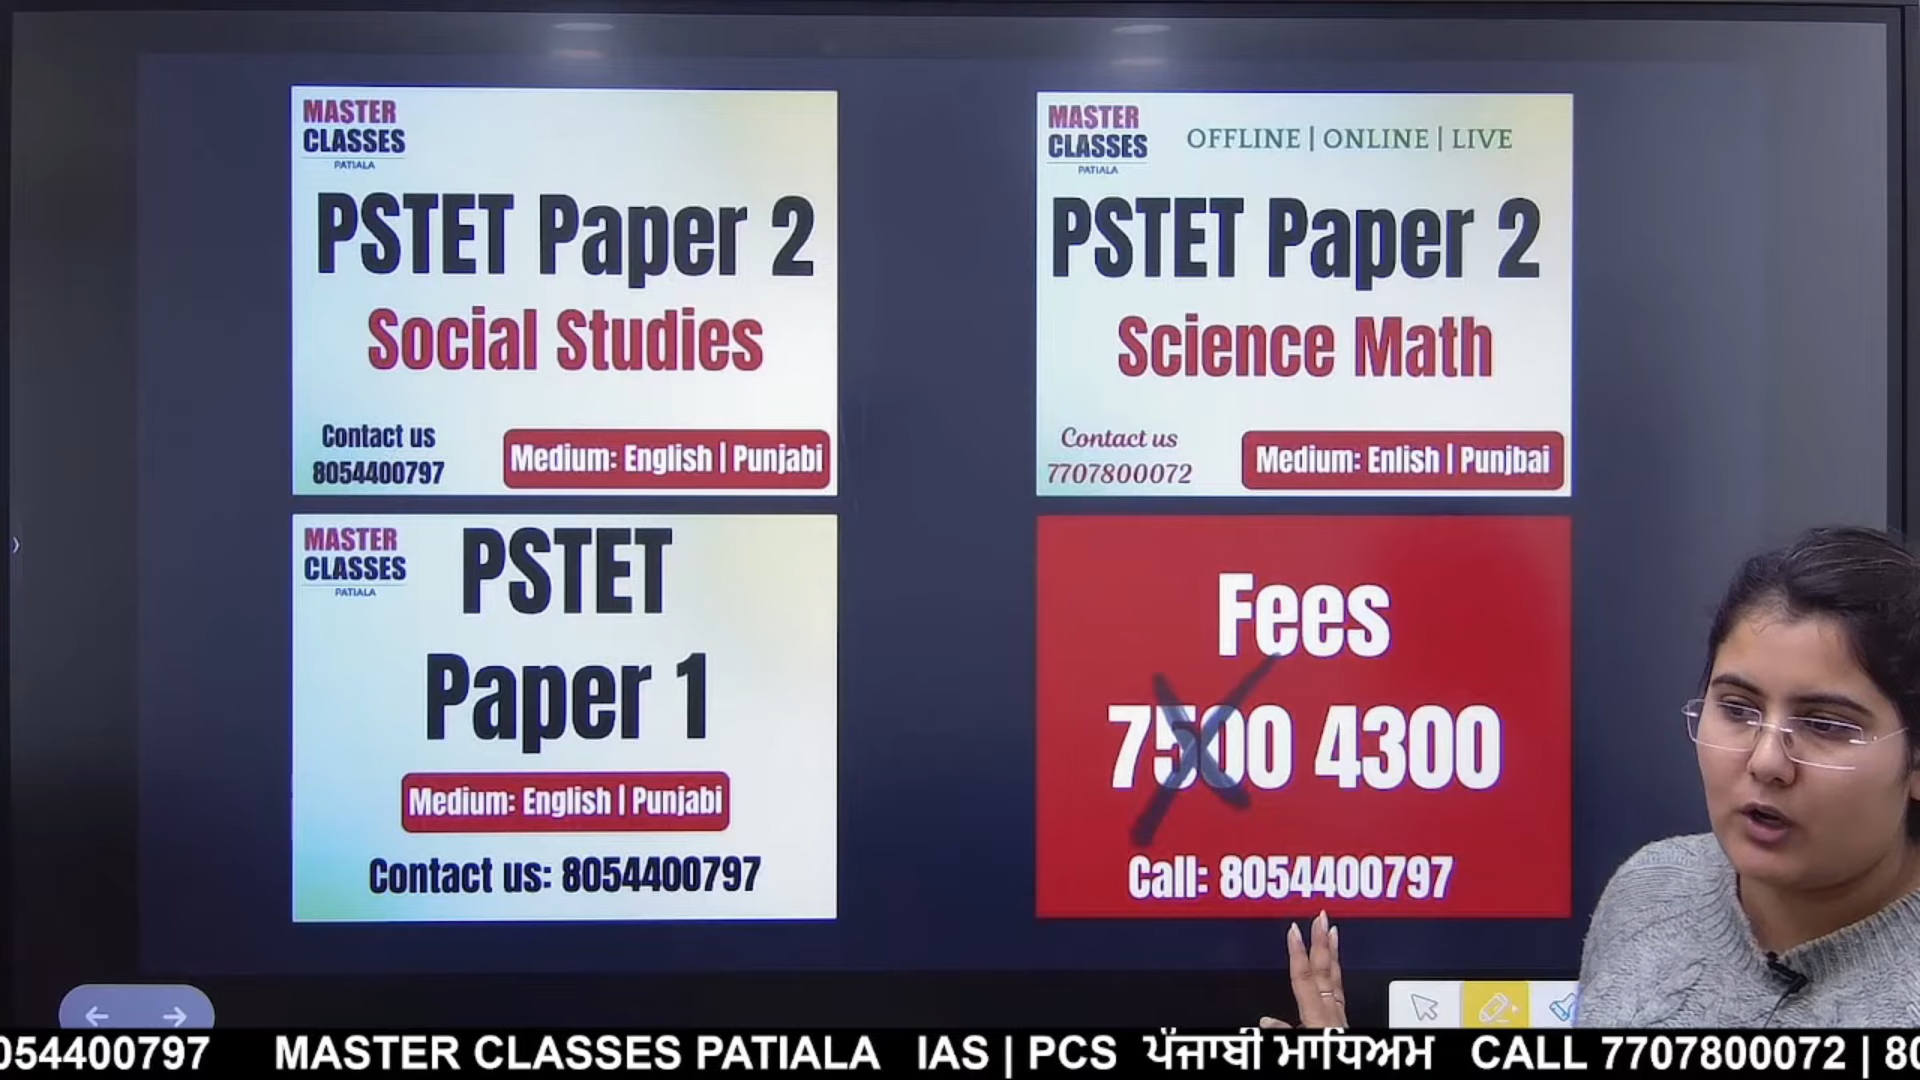 MASTER
CLASSES
PATIALA
PSTET Paper 2
Social Studies
Contact us
8054400797
Medium: English | Punjabi
MASTER
CLASSES
PATIALA
OFFLINE | ONLINE | LIVE
PSTET Paper 2
Science Math
Contact us
7707800072
Medium: Enlish | Punjbai
MASTER
CLASSES
PATIALA
PSTET
Paper 1
Medium: English | Punjabi
Contact us: 8054400797
Fees
7500 4300
Call: 8054400797
054400797 MASTER CLASSES PATIALA IAS | PCS ਪੰਜਾਬੀ ਮਾਧਿਅਮ CALL 7707800072 | 80